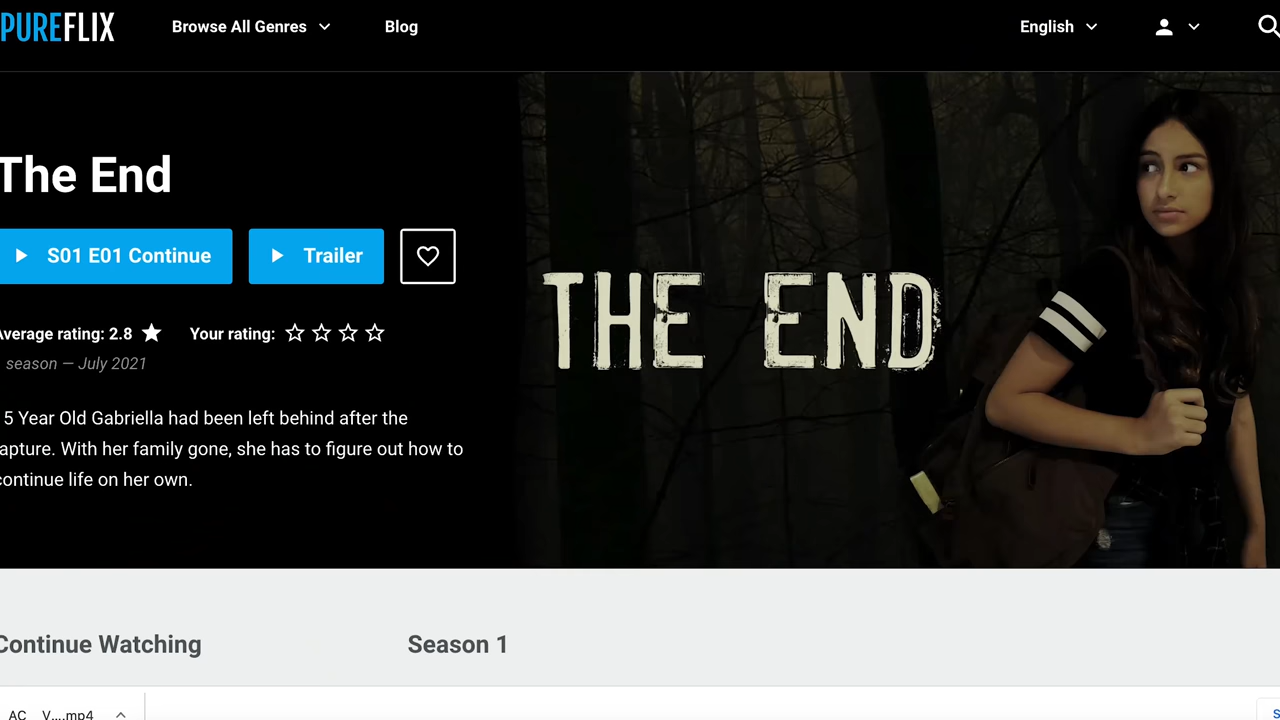 PUREFLIX
Browse All Genres
Blog
English
The End
S01 E01 Continue
Trailer
Average rating: 2.8
Your rating:
season — July 2021
5 Year Old Gabriella had been left behind after the
apture. With her family gone, she has to figure out how to
continue life on her own.
THE END
Continue Watching
Season 1
AC V....mp4
S